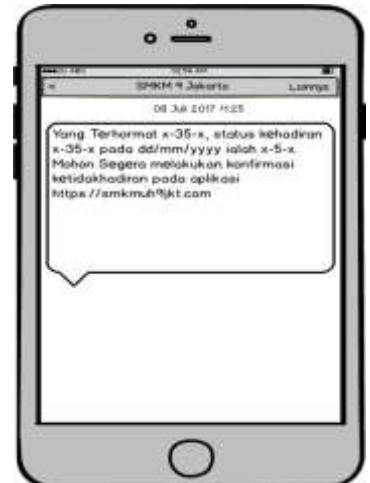 SMKM 9 Jakarta Lainnya
08 Juli 2017 11:25
Yang Terhormat x-35-x, status kehadiran
x-35-x pada dd/mm/yyyy ialah x-5-x.
Mohon Segera melakukan konfirmasi
ketidakhadiran pada aplikasi
https://smkmuh9jkt.com